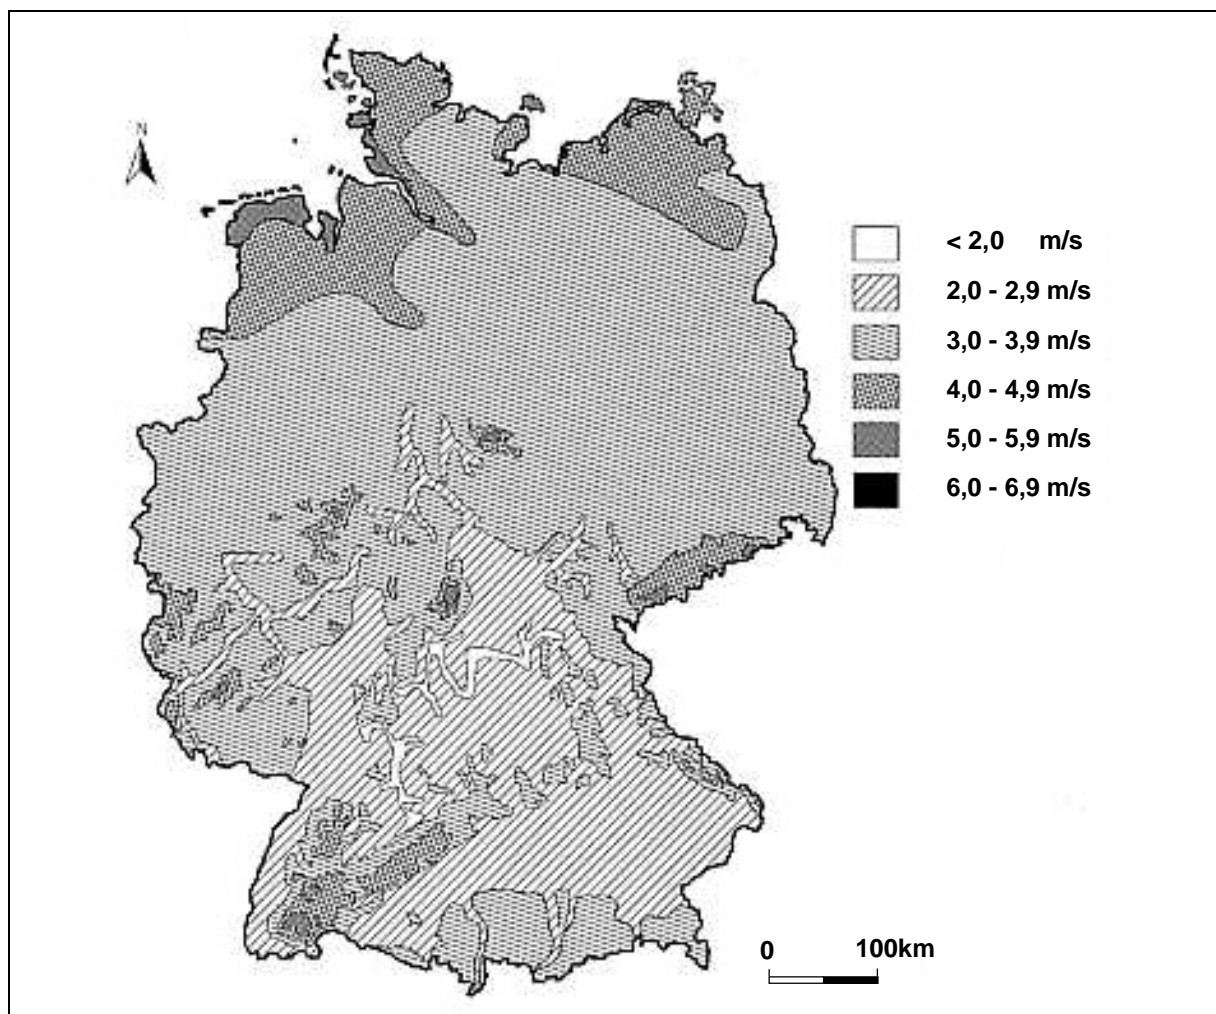 N
< 2,0 m/s
2,0 - 2,9 m/s
3,0 - 3,9 m/s
4,0 - 4,9 m/s
5,0 - 5,9 m/s
6,0 - 6,9 m/s
0 100km